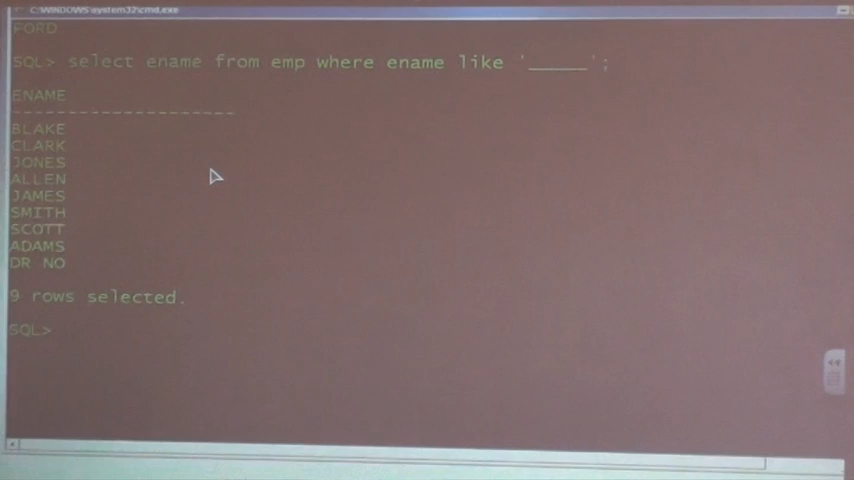 C:\WINDOWS\system32\cmd.exe
FORD
SQL> select ename from emp where ename like '_____';
ENAME
--------------------
BLAKE
CLARK
JONES
ALLEN
JAMES
SMITH
SCOTT
ADAMS
DR NO
9 rows selected.
SQL>